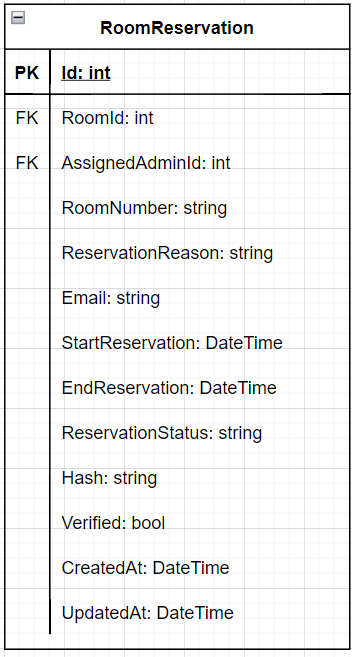 RoomReservation
PK Id: int
FK RoomId: int
FK AssignedAdminId: int
RoomNumber: string
ReservationReason: string
Email: string
StartReservation: DateTime
EndReservation: DateTime
ReservationStatus: string
Hash: string
Verified: bool
CreatedAt: DateTime
UpdatedAt: DateTime